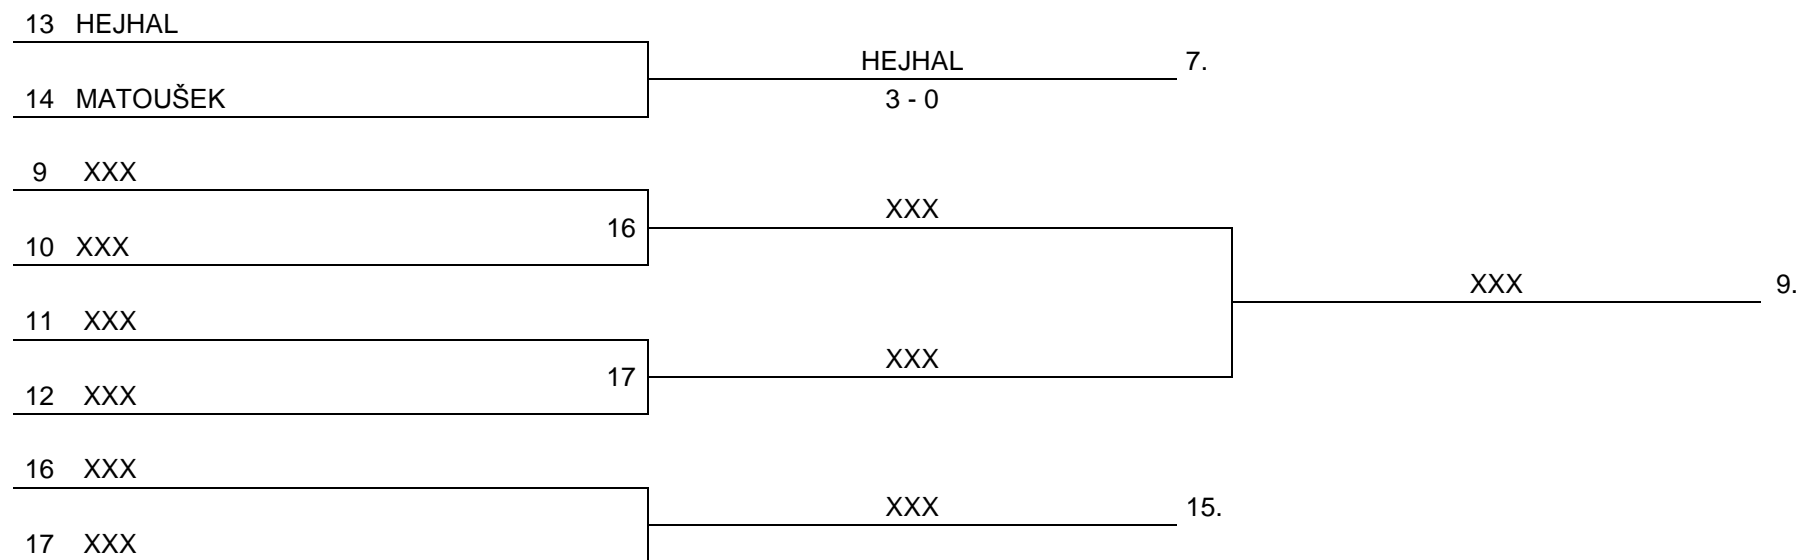 13 HEJHAL
HEJHAL 7.
14 MATOUŠEK 3 - 0
9 XXX
XXX
16
10 XXX
XXX 9.
11 XXX
XXX
17
12 XXX
16 XXX
XXX 15.
17 XXX